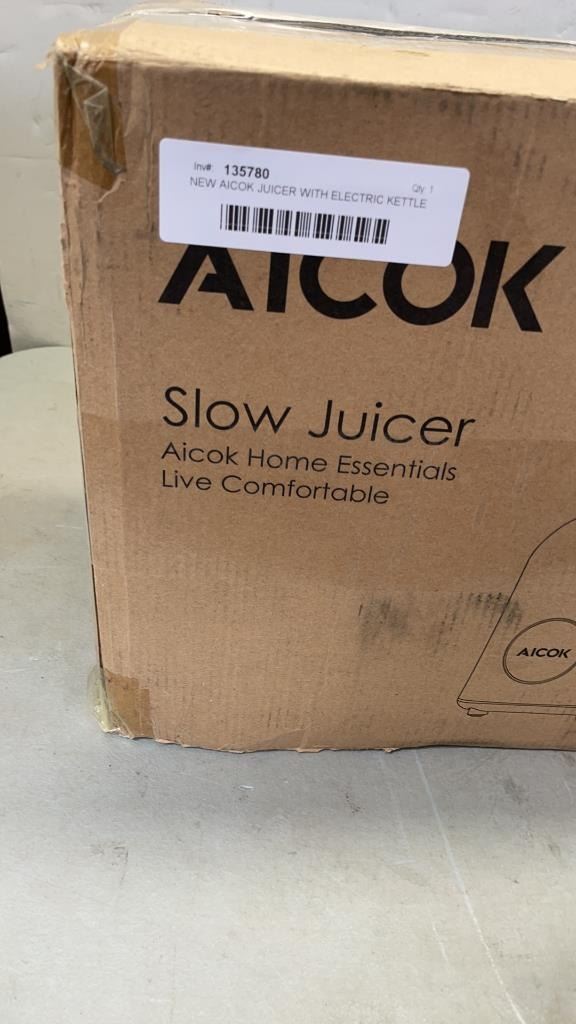 Inv#: 135780
Qty: 1
NEW AICOK JUICER WITH ELECTRIC KETTLE
AICOK
Slow Juicer
Aicok Home Essentials
Live Comfortable
AICOK